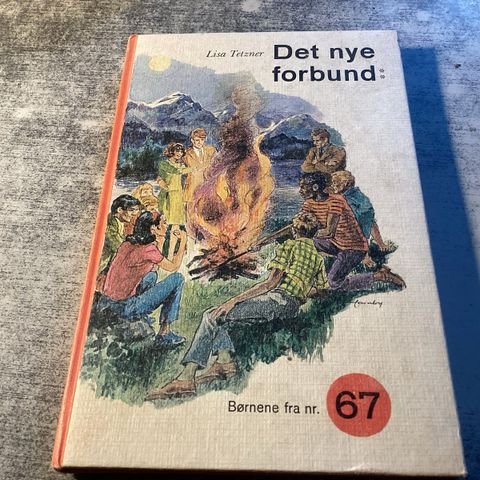 Lisa Tetzner
Det nye
forbund**
Børnene fra nr. 67